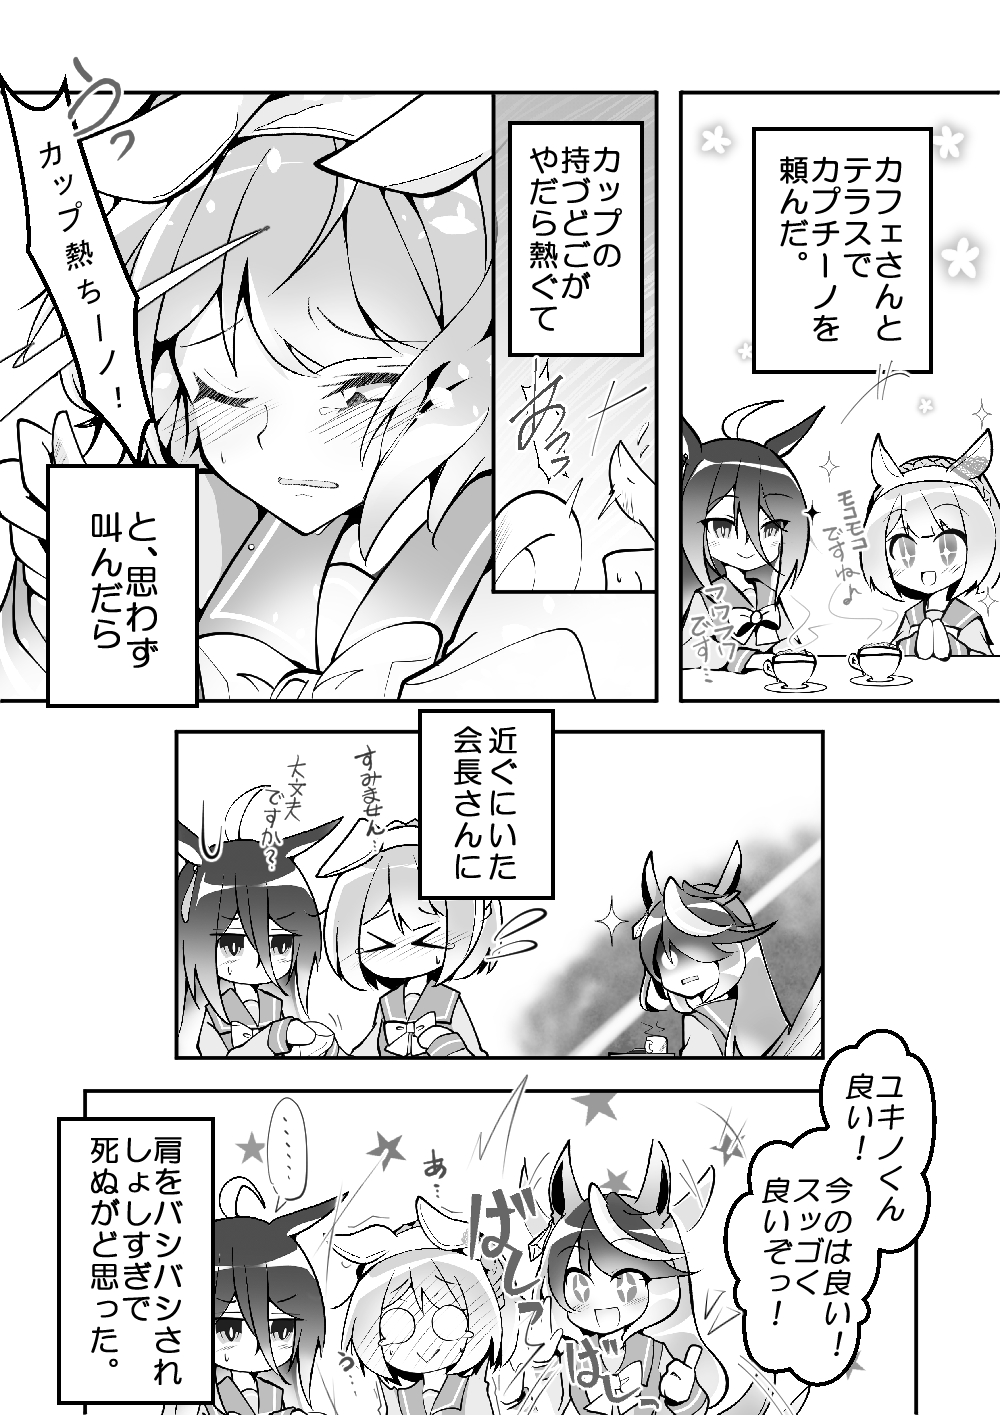 カフェさんと
テラスで
カプチーノを
頼んだ。
モコモコ
ですね♪
マワマワ
です…
カップの
持づどごが
やだら熱ぐて
あつっ
うっ
カップ熱ちーノ!
と、思わず
叫んだら
近ぐにいた
会長さんに
すみません…
大丈夫
ですか?
ユキノくん
良い!
今のは良い!
スッゴく
良いぞっ!
ばしっ
ばしっ
あ…
う…
……
肩をバシバシされ
しょしすぎで
死ぬがど思った。